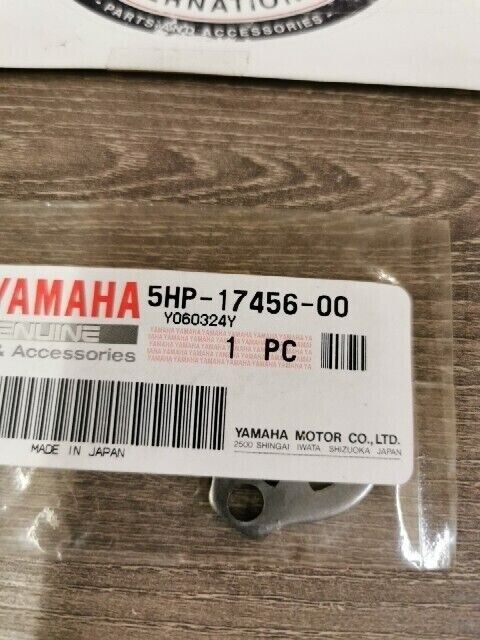 ERNATION
PARTS AND ACCESSORIES
YAMAHA
GENUINE
& Accessories
5HP-17456-00
Y060324Y
1 PC
MADE IN JAPAN
YAMAHA MOTOR CO., LTD.
2500 SHINGAI IWATA SHIZUOKA JAPAN